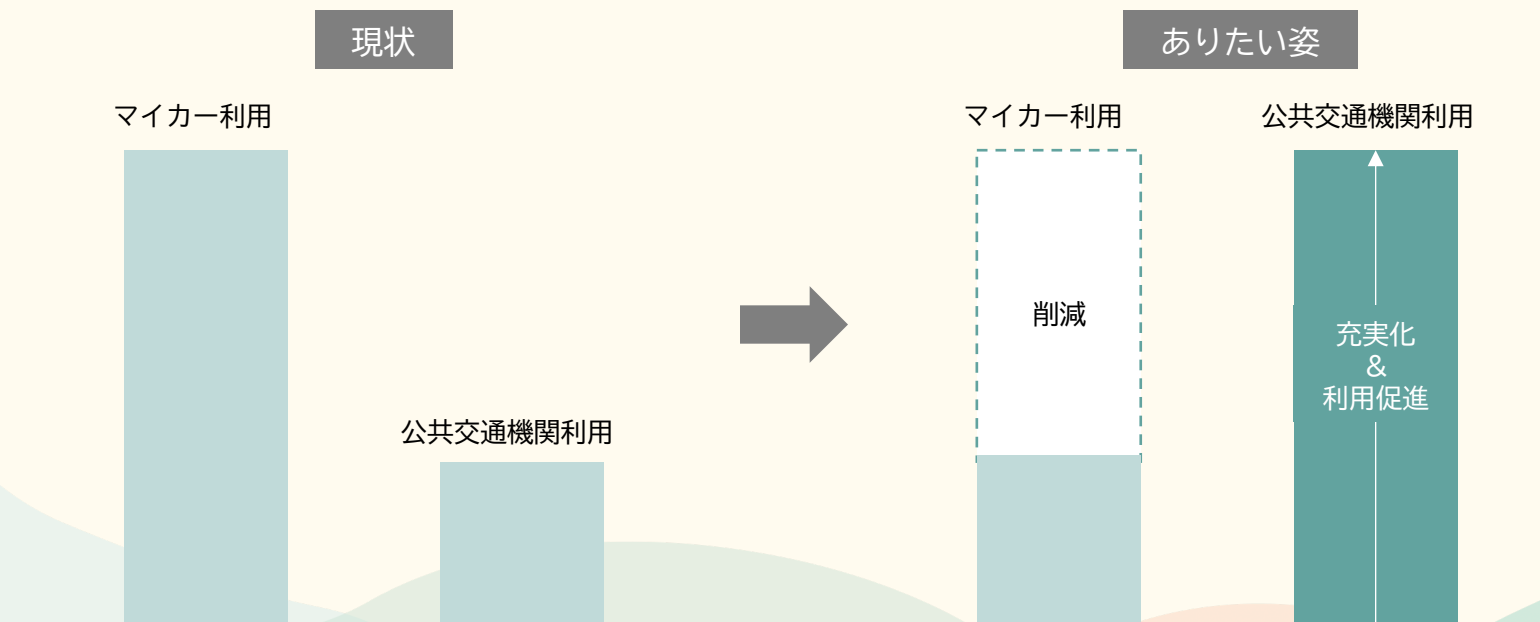 現状
マイカー利用
公共交通機関利用
ありたい姿
マイカー利用
公共交通機関利用
削減
充実化
&
利用促進